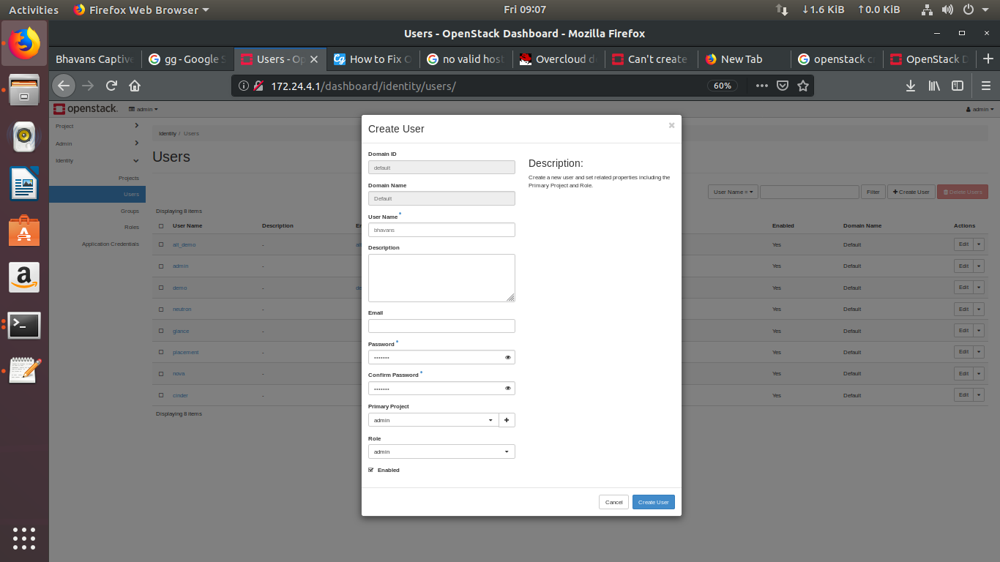 Activities Firefox Web Browser Fri 09:07 ↓1.6 KiB ↑0.0 KiB
Users - OpenStack Dashboard - Mozilla Firefox
Bhavans Captive gg - Google S Users - Op How to Fix O no valid host Overcloud d Can't create New Tab openstack c OpenStack D
172.24.4.1/dashboard/identity/users/ 60%
openstack. admin admin
Project
Admin
Identity
Projects
Users
Groups
Roles
Application Credentials
Identity / Users
Users
User Name = Filter Create User Delete Users
Displaying 8 items
User Name Description Enabled Domain Name Actions
ait_demo - Yes Default Edit
admin - Yes Default Edit
demo - Yes Default Edit
neutron - Yes Default Edit
glance - Yes Default Edit
placement - Yes Default Edit
nova - Yes Default Edit
cinder - Yes Default Edit
Displaying 8 items
Create User ×
Domain ID
default
Domain Name
Default
User Name *
bhavans
Description
Email
Password *
•••••••
Confirm Password *
•••••••
Primary Project
admin
Role
admin
Enabled
Description:
Create a new user and set related properties including the
Primary Project and Role.
Cancel Create User